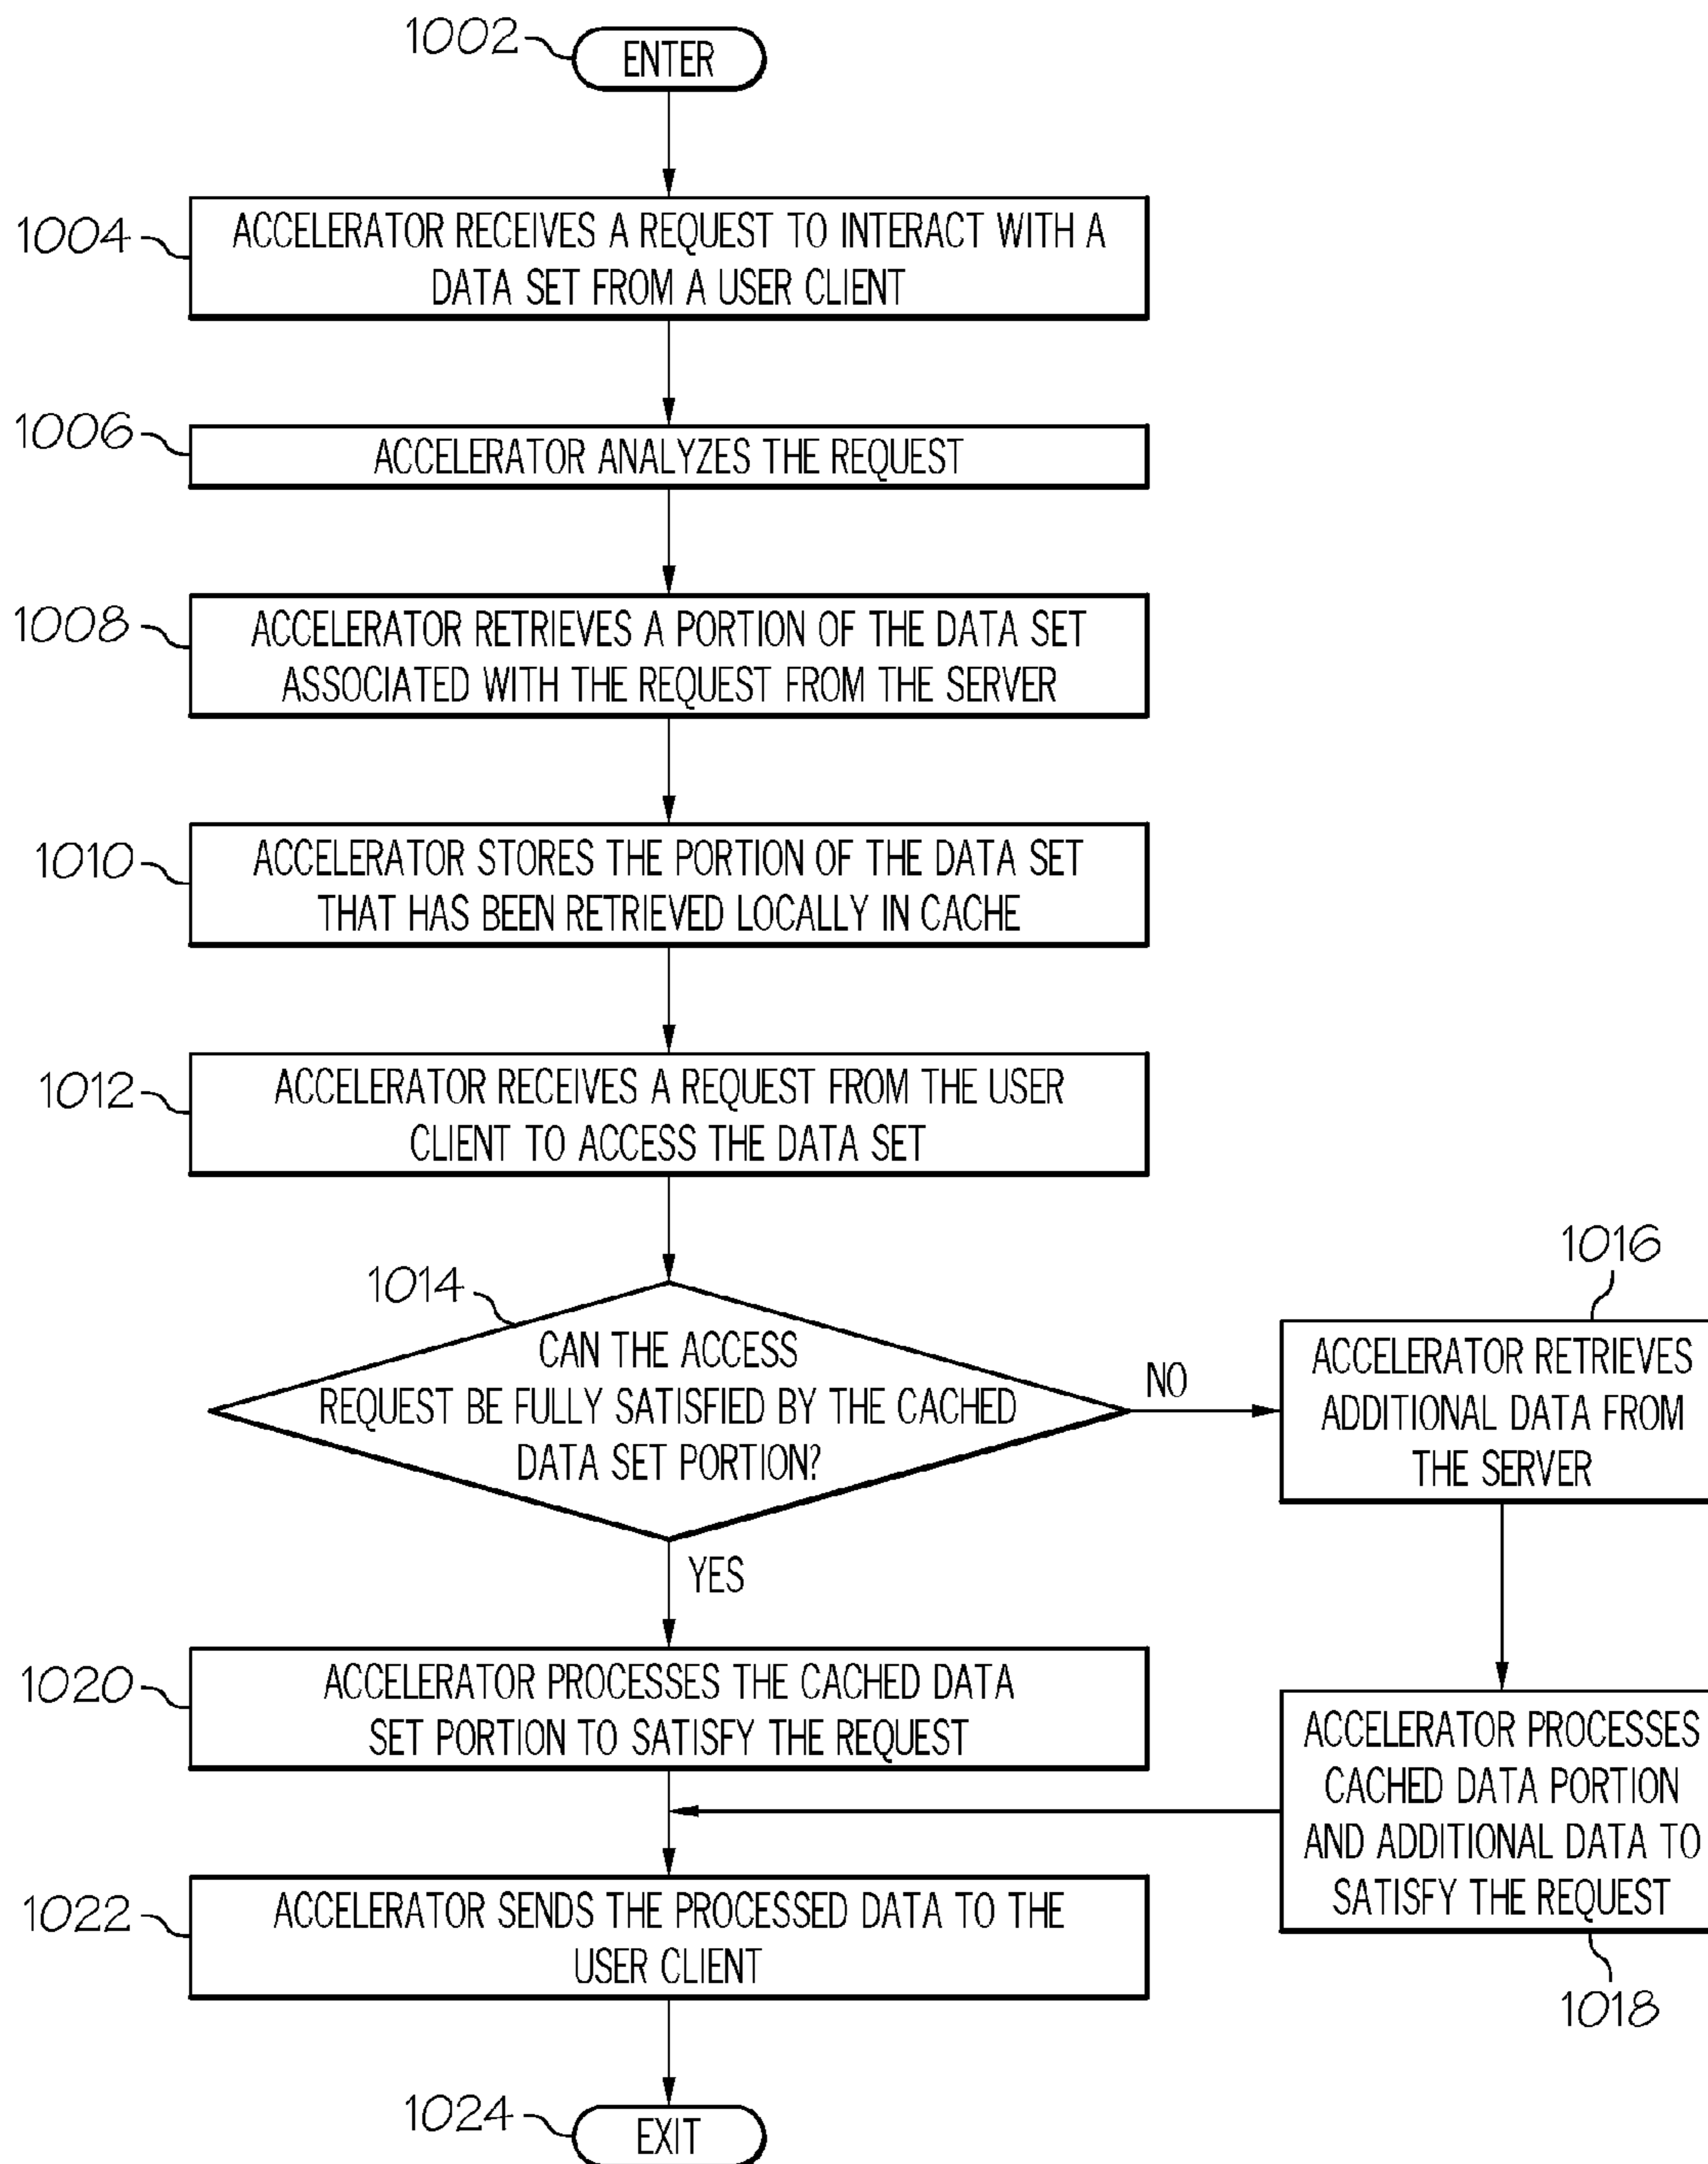 1002
ENTER
1004
ACCELERATOR RECEIVES A REQUEST TO INTERACT WITH A
DATA SET FROM A USER CLIENT
1006
ACCELERATOR ANALYZES THE REQUEST
1008
ACCELERATOR RETRIEVES A PORTION OF THE DATA SET
ASSOCIATED WITH THE REQUEST FROM THE SERVER
1010
ACCELERATOR STORES THE PORTION OF THE DATA SET
THAT HAS BEEN RETRIEVED LOCALLY IN CACHE
1012
ACCELERATOR RECEIVES A REQUEST FROM THE USER
CLIENT TO ACCESS THE DATA SET
1014
CAN THE ACCESS
REQUEST BE FULLY SATISFIED BY THE CACHED
DATA SET PORTION?
NO
1016
ACCELERATOR RETRIEVES
ADDITIONAL DATA FROM
THE SERVER
YES
1020
ACCELERATOR PROCESSES THE CACHED DATA
SET PORTION TO SATISFY THE REQUEST
ACCELERATOR PROCESSES
CACHED DATA PORTION
AND ADDITIONAL DATA TO
SATISFY THE REQUEST
1018
1022
ACCELERATOR SENDS THE PROCESSED DATA TO THE
USER CLIENT
1024
EXIT